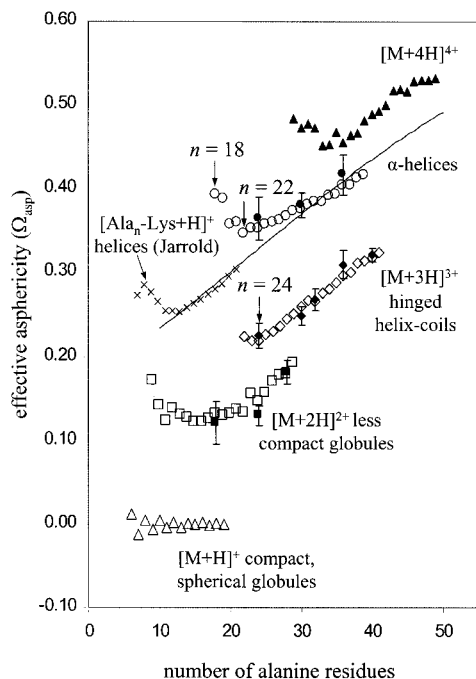 0.60
0.50
0.40
0.30
0.20
0.10
0.00
-0.10
effective asphericity (Ωasp)
[M+4H]4+
n = 18
α-helices
n = 22
[Alan-Lys+H]+
helices (Jarrold)
[M+3H]3+
hinged
helix-coils
n = 24
[M+2H]2+ less
compact globules
[M+H]+ compact,
spherical globules
0 10 20 30 40 50
number of alanine residues